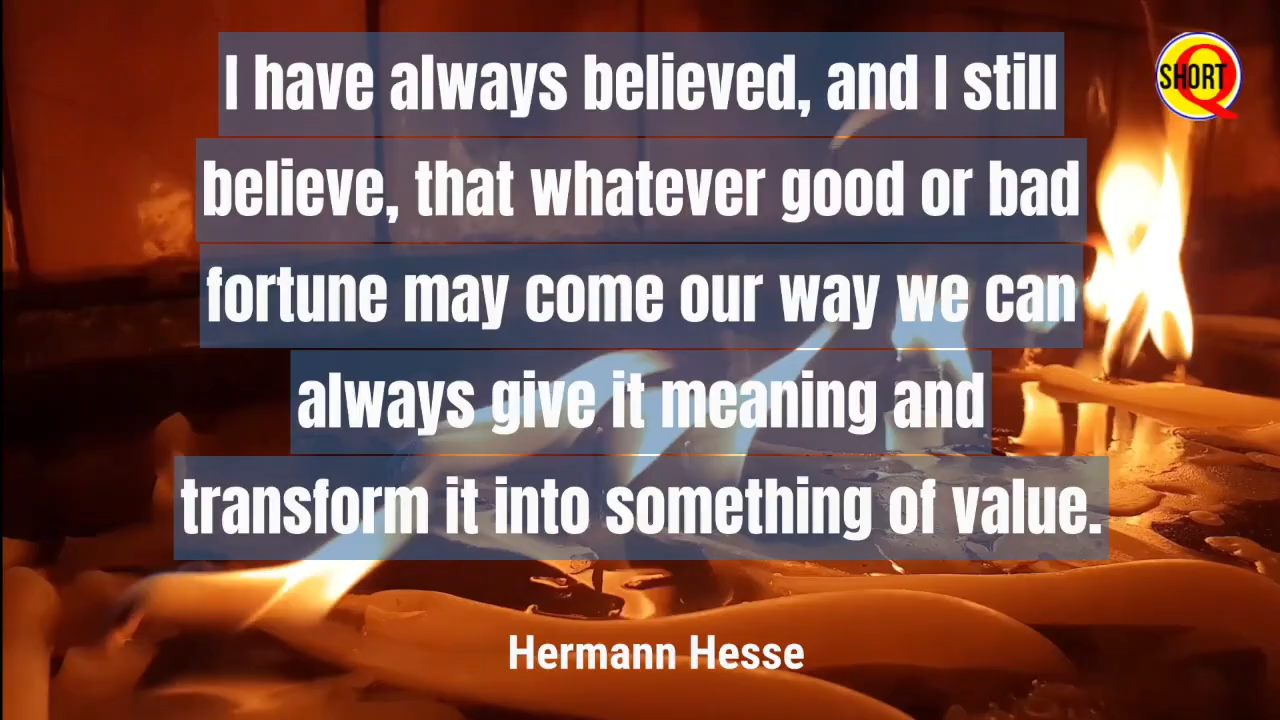 I have always believed, and I still
believe, that whatever good or bad
fortune may come our way we can
always give it meaning and
transform it into something of value.
Hermann Hesse
SHORT Q